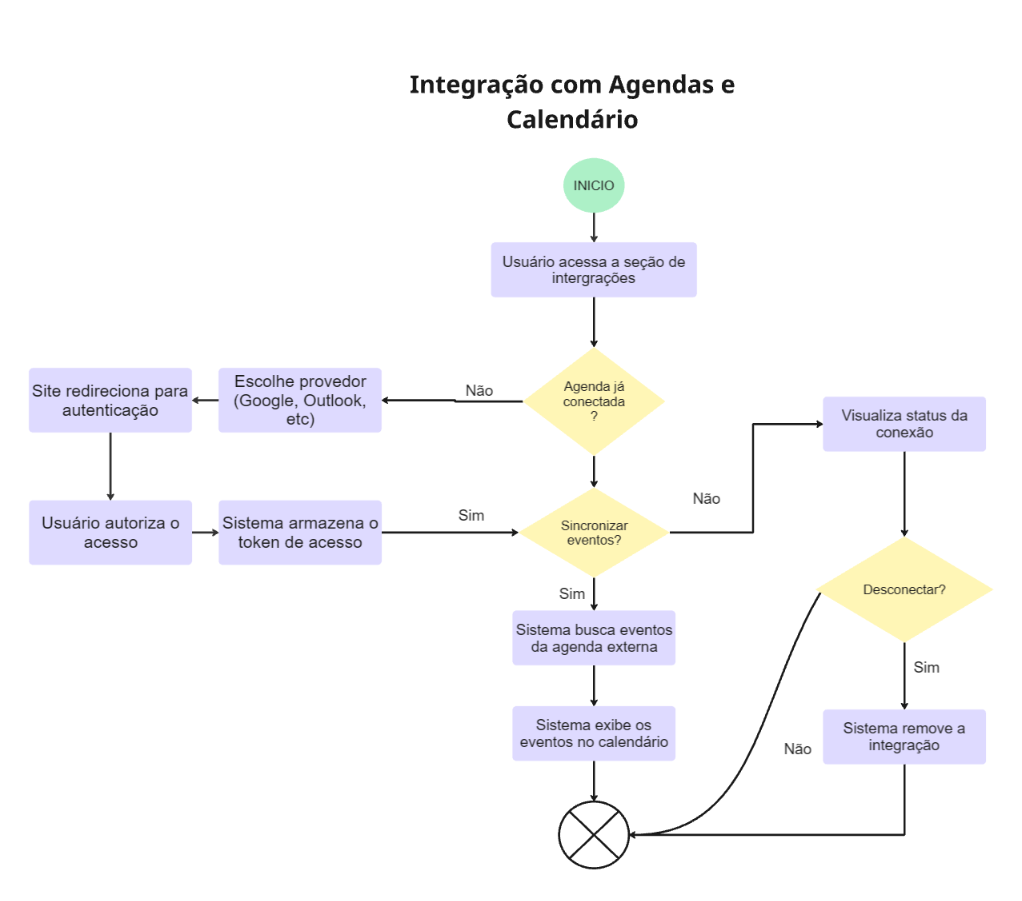 Integração com Agendas e
Calendário
INICIO
Usuário acessa a seção de
intergrações
Agenda já
conectada
?
Não
Escolhe provedor
(Google, Outlook,
etc)
Site redireciona para
autenticação
Usuário autoriza o
acesso
Sistema armazena o
token de acesso
Sim
Sincronizar
eventos?
Não
Visualiza status da
conexão
Desconectar?
Sim
Sistema remove a
integração
Não
Sim
Sistema busca eventos
da agenda externa
Sistema exibe os
eventos no calendário